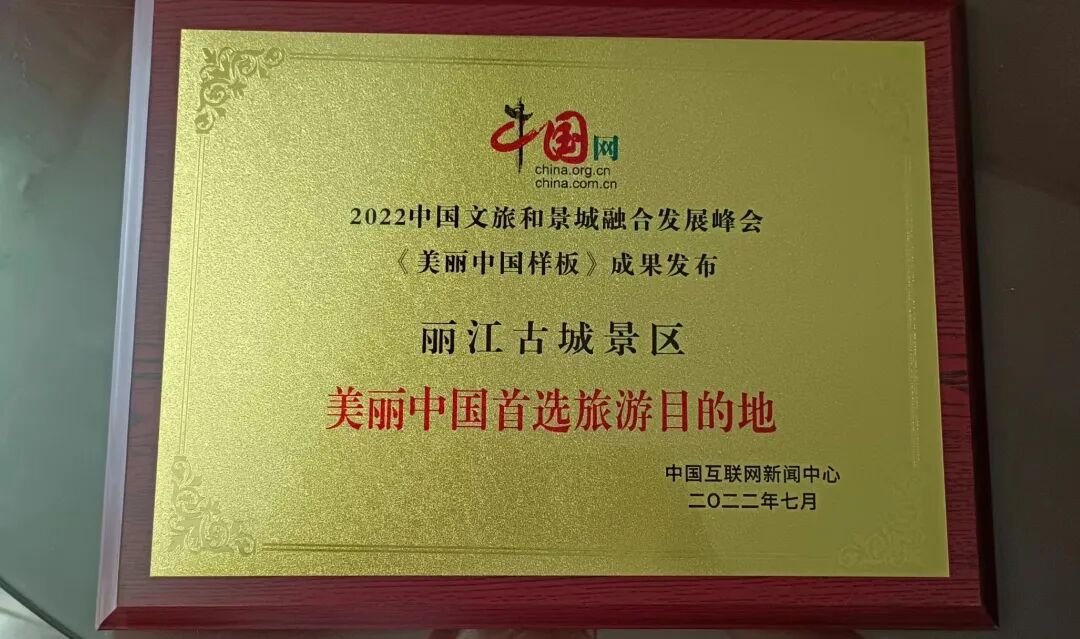 中国网
china.org.cn
china.com.cn
2022中国文旅和景城融合发展峰会
《美丽中国样板》成果发布
丽江古城景区
美丽中国首选旅游目的地
中国互联网新闻中心
二〇二二年七月